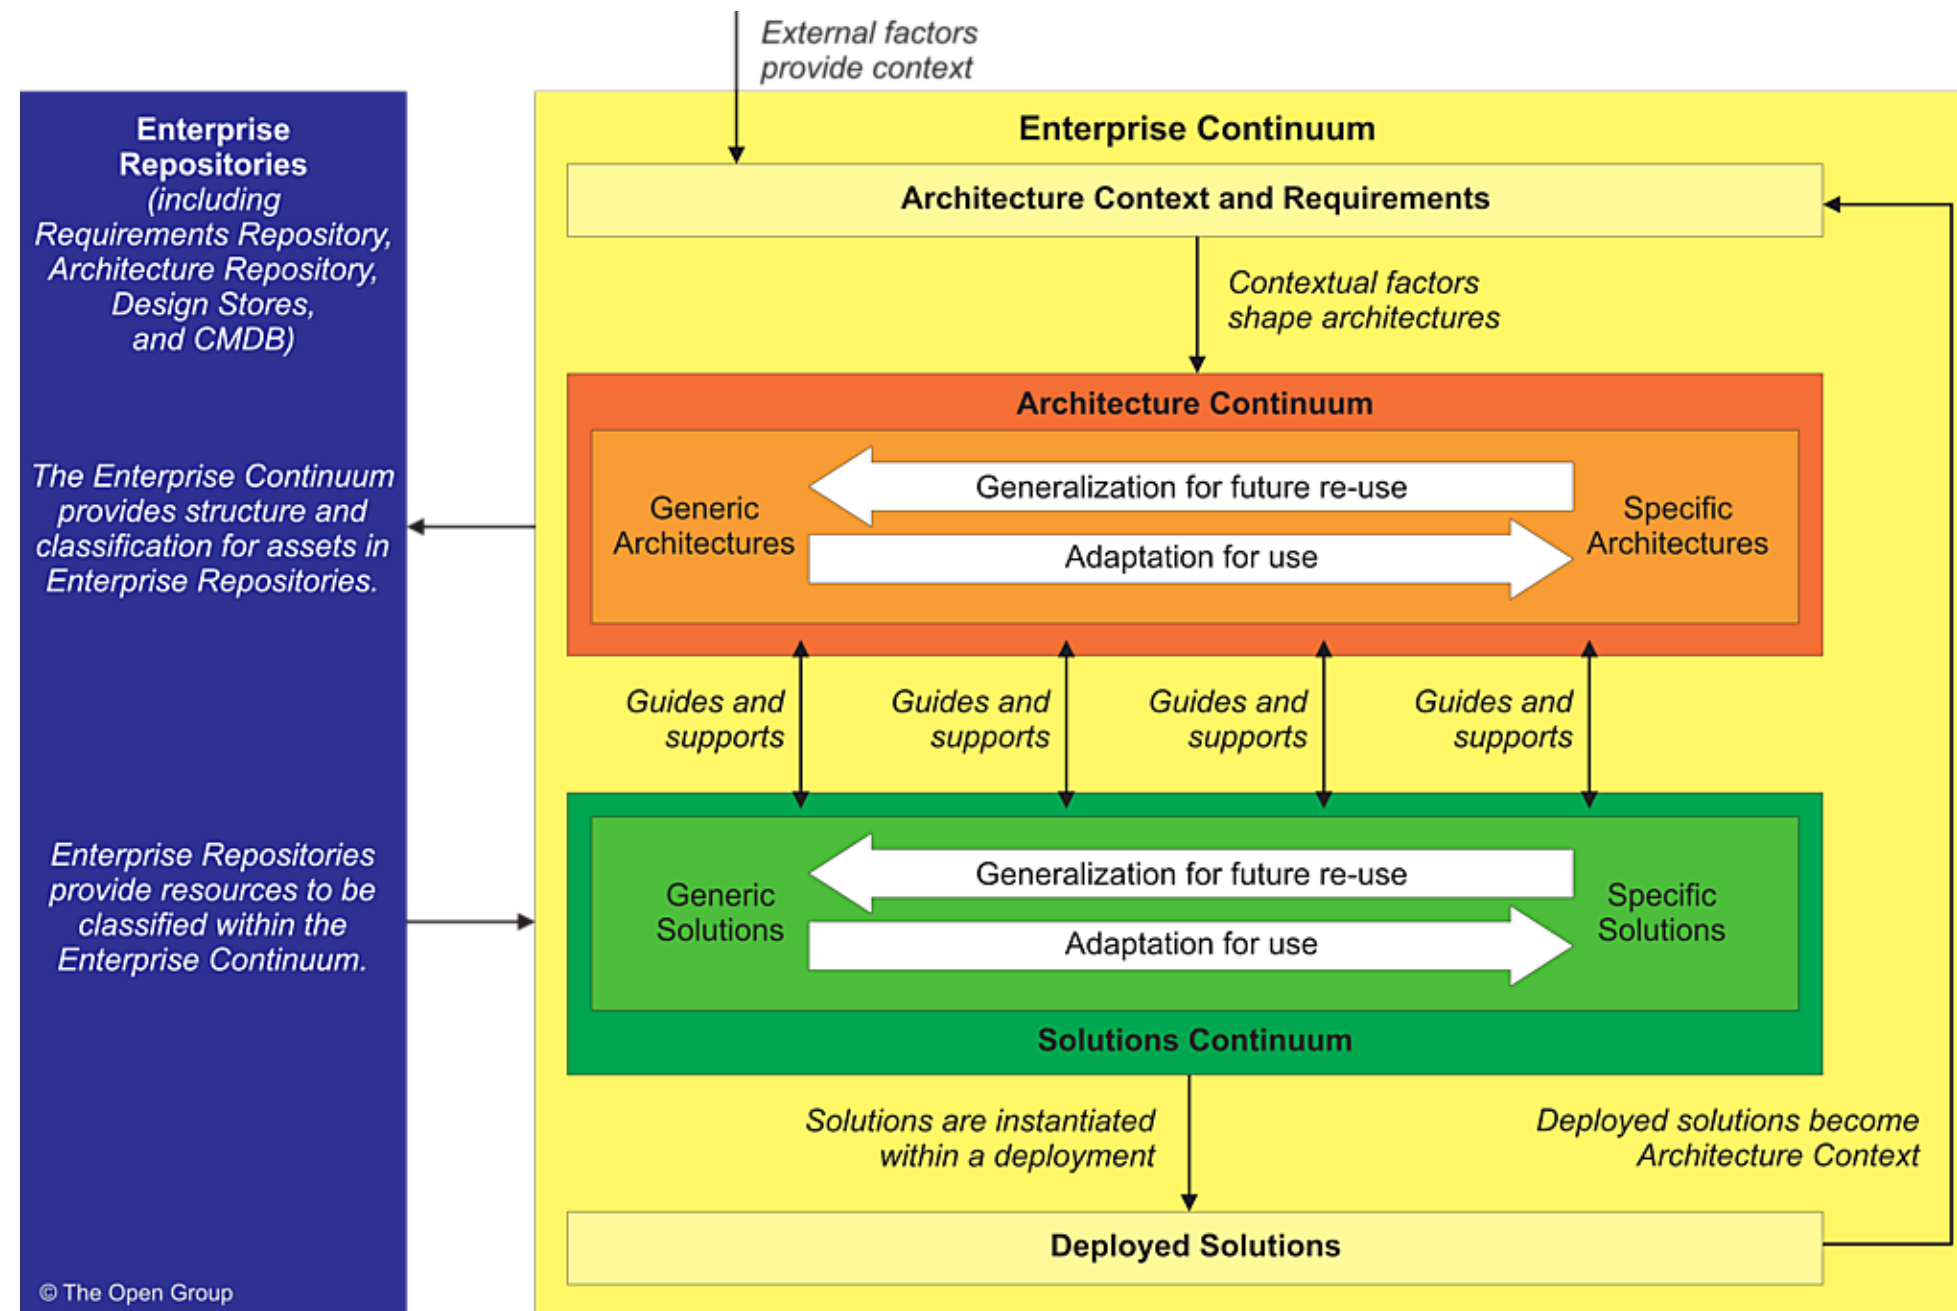 External factors
provide context
Enterprise
Repositories
(including
Requirements Repository,
Architecture Repository,
Design Stores,
and CMDB)
The Enterprise Continuum
provides structure and
classification for assets in
Enterprise Repositories.
Enterprise Repositories
provide resources to be
classified within the
Enterprise Continuum.
© The Open Group
Enterprise Continuum
Architecture Context and Requirements
Contextual factors
shape architectures
Architecture Continuum
Generic
Architectures
Generalization for future re-use
Adaptation for use
Specific
Architectures
Guides and
supports
Guides and
supports
Guides and
supports
Guides and
supports
Generic
Solutions
Generalization for future re-use
Adaptation for use
Specific
Solutions
Solutions Continuum
Solutions are instantiated
within a deployment
Deployed solutions become
Architecture Context
Deployed Solutions